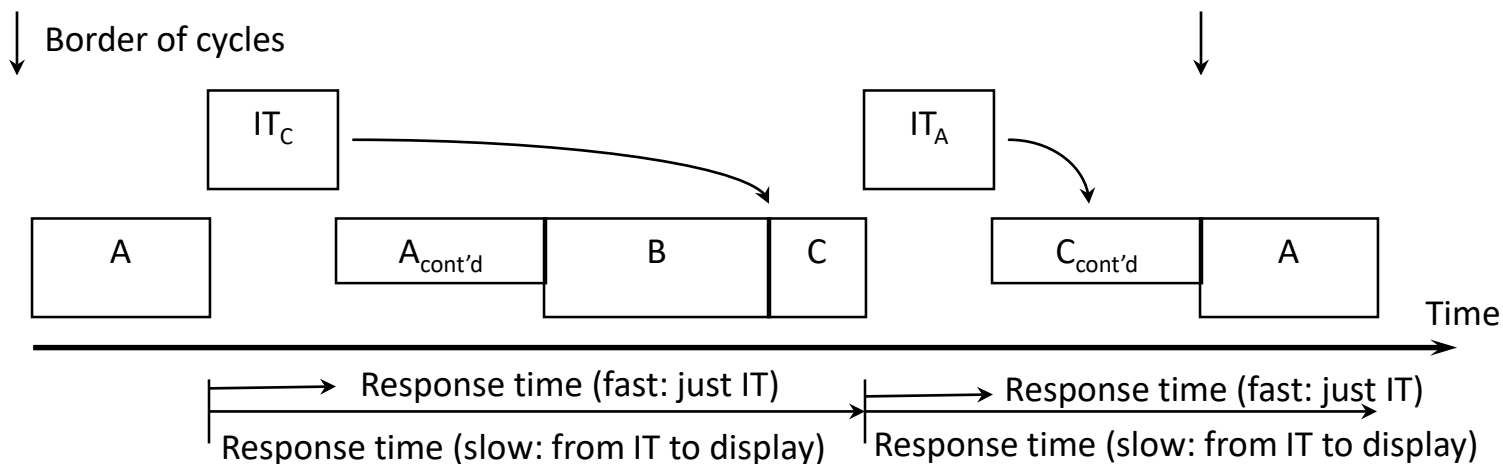 Border of cycles
IT_C
IT_A
A
A_cont'd
B
C
C_cont'd
A
Time
Response time (fast: just IT)
Response time (fast: just IT)
Response time (slow: from IT to display)
Response time (slow: from IT to display)